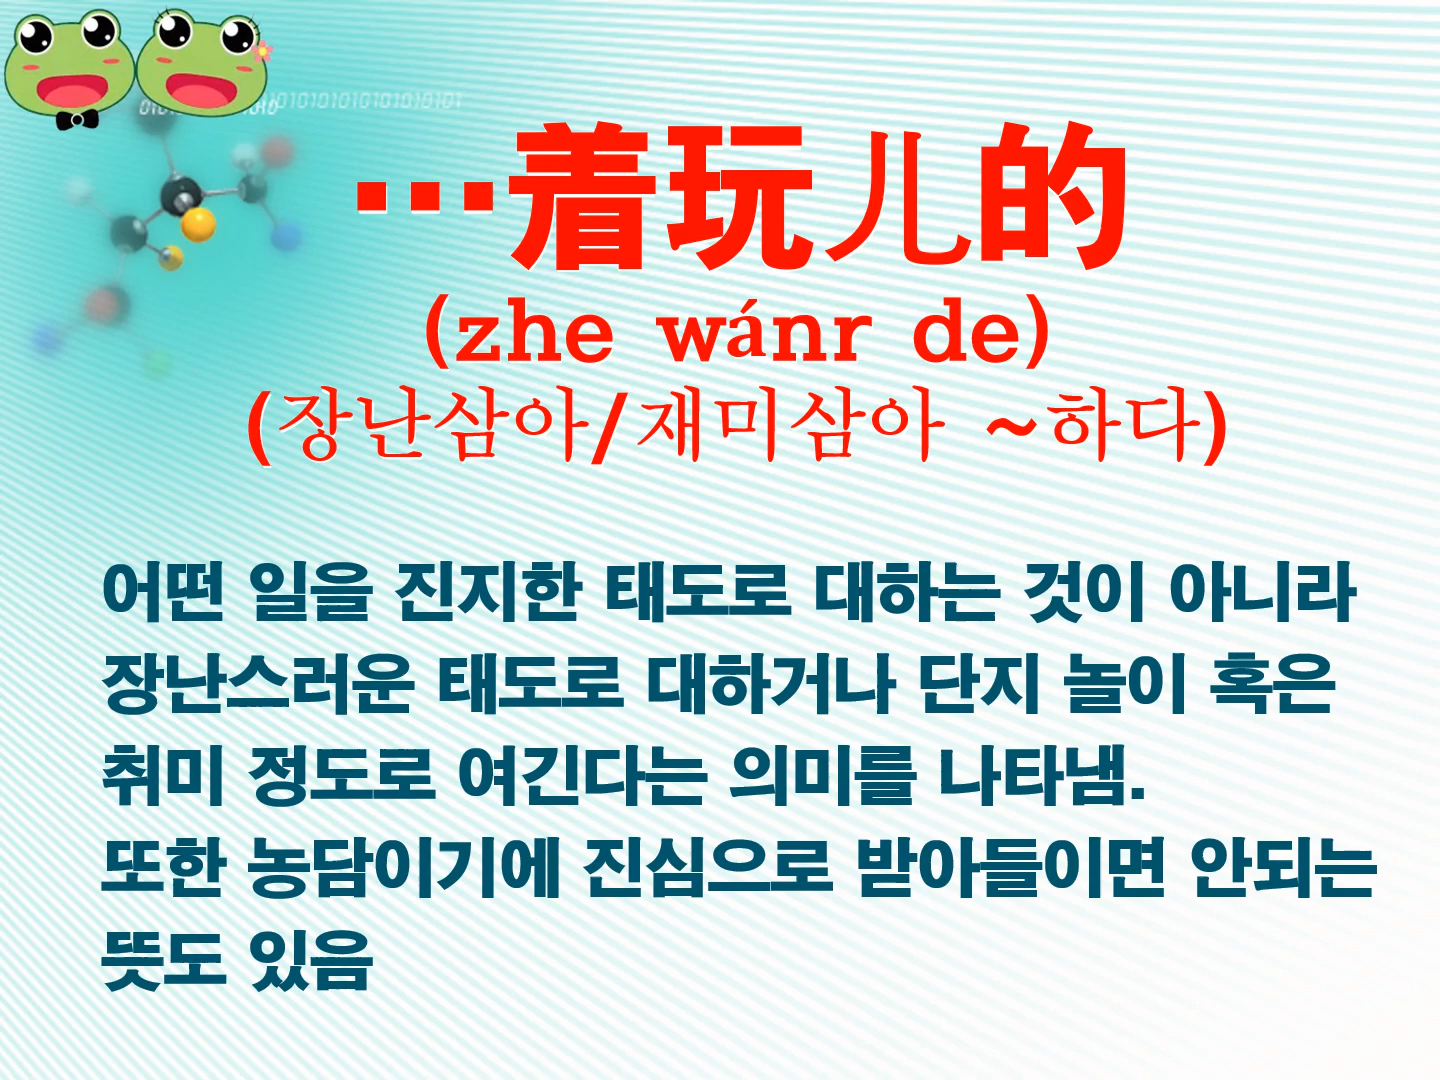 …着玩儿的
(zhe wánr de)
(장난삼아/재미삼아 ~하다)
어떤 일을 진지한 태도로 대하는 것이 아니라
장난스러운 태도로 대하거나 단지 놀이 혹은
취미 정도로 여긴다는 의미를 나타냄.
또한 농담이기에 진심으로 받아들이면 안되는
뜻도 있음